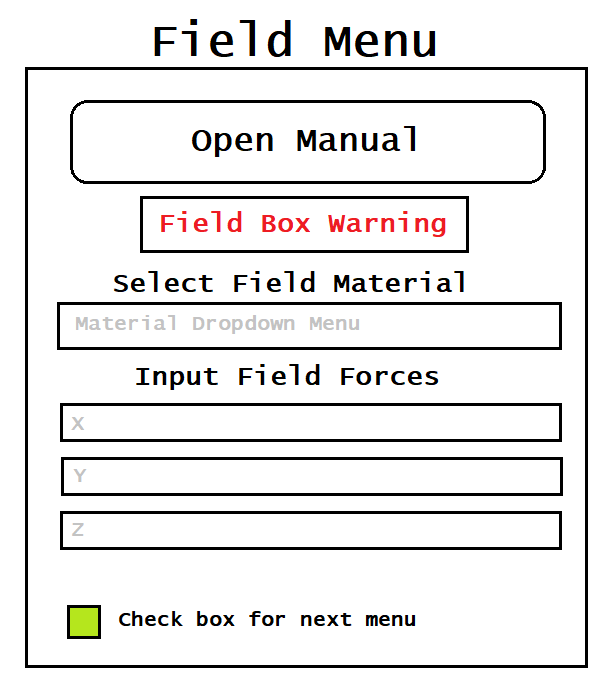 Field Menu
Open Manual
Field Box Warning
Select Field Material
Material Dropdown Menu
Input Field Forces
X
Y
Z
Check box for next menu